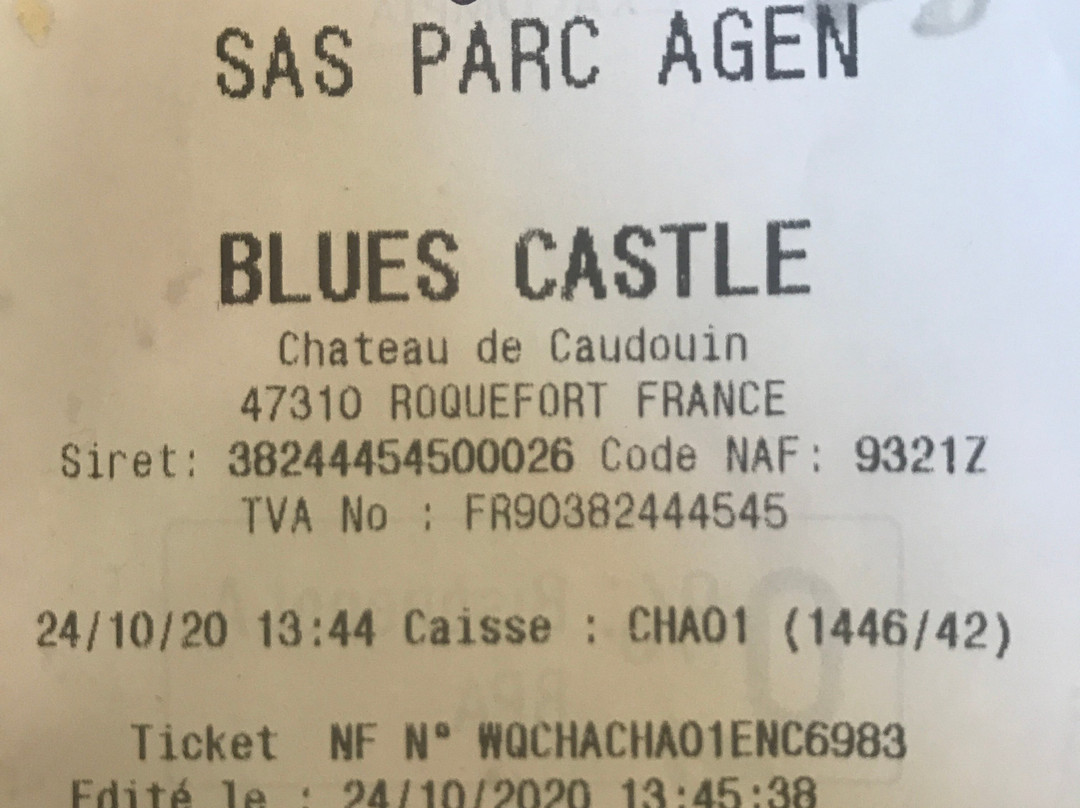 SAS PARC AGEN
BLUES CASTLE
Chateau de Caudouin
47310 ROQUEFORT FRANCE
Siret: 38244454500026 Code NAF: 9321Z
TVA No : FR90382444545
24/10/20 13:44 Caisse : CHA01 (1446/42)
Ticket NF N° WQCHACHA01ENC6983
Edité le : 24/10/2020 13:45:38